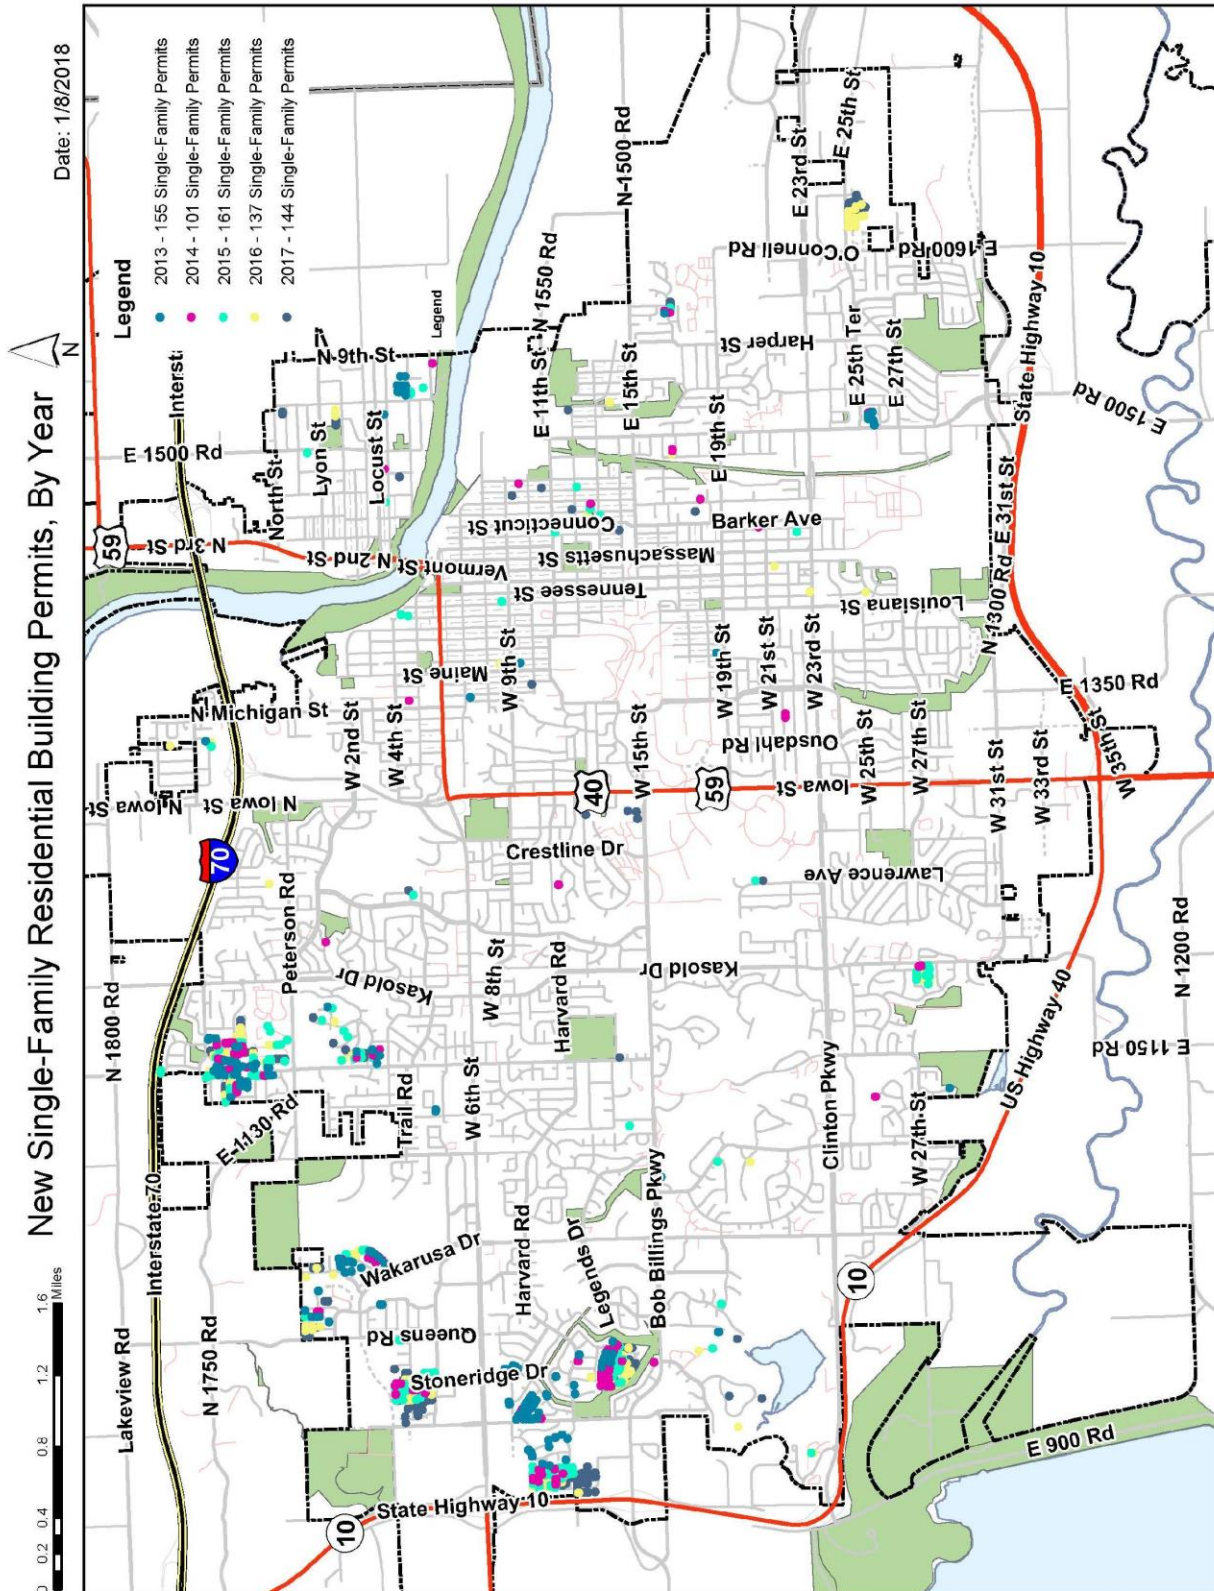 New Single-Family Residential Building Permits, By Year
Date: 1/8/2018
0 0.2 0.4 0.8 1.2 1.6
Miles
N
Legend
2013 - 155 Single-Family Permits
2014 - 101 Single-Family Permits
2015 - 161 Single-Family Permits
2016 - 137 Single-Family Permits
2017 - 144 Single-Family Permits
Legend
Lakeview Rd
N 1800 Rd
Interstate 70
Interst
N 1750 Rd
E 1130 Rd
Peterson Rd
Kasold Dr
Trail Rd
Wakarusa Dr
Queens Rd
Stoneridge Dr
State Highway 10
10
70
59
N Iowa St
N Iowa St
N Michigan St
N 3rd St
N 2nd St
E 1500 Rd
North St
Lyon St
Locust St
N 9th St
W 2nd St
W 4th St
Maine St
Vermont St
W 6th St
W 8th St
W 9th St
Harvard Rd
Harvard Rd
Legends Dr
Bob Billings Pkwy
Crestline Dr
40
59
W 15th St
Tennessee St
Massachusetts St
Connecticut St
E 11th St
N 1550 Rd
E 15th St
N 1500 Rd
Kasold Dr
Iowa St
Ousdahl Rd
W 19th St
W 21st St
W 23rd St
Barker Ave
E 19th St
Harper St
E 23rd St
E 25th St
O'Connell Rd
E 1600 Rd
E 25th Ter
E 27th St
Louisiana St
W 25th St
W 27th St
Lawrence Ave
Clinton Pkwy
W 27th St
10
W 31st St
W 33rd St
W 35th St
N 1300 Rd
E 31st St
State Highway 10
E 1500 Rd
E 1350 Rd
US Highway 40
E 1150 Rd
N 1200 Rd
E 900 Rd